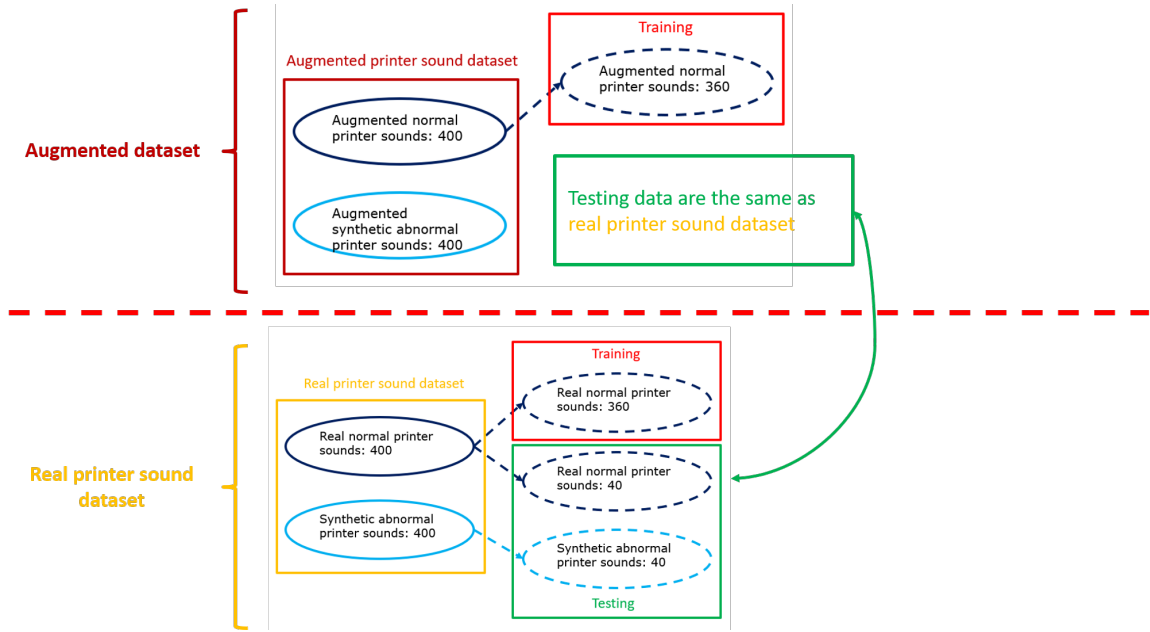 Training
Augmented printer sound dataset
Augmented normal
printer sounds: 360
Augmented normal
printer sounds: 400
Augmented dataset
Augmented
synthetic abnormal
printer sounds: 400
Testing data are the same as
real printer sound dataset
Training
Real printer sound dataset
Real normal printer
sounds: 360
Real normal printer
sounds: 400
Real printer sound
dataset
Real normal printer
sounds: 40
Synthetic abnormal
printer sounds: 400
Synthetic abnormal
printer sounds: 40
Testing